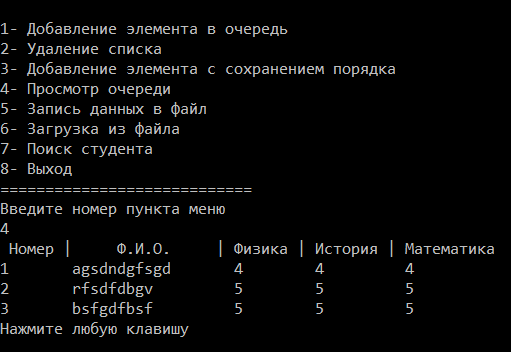 1- Добавление элемента в очередь
2- Удаление списка
3- Добавление элемента с сохранением порядка
4- Просмотр очереди
5- Запись данных в файл
6- Загрузка из файла
7- Поиск студента
8- Выход
============================
Введите номер пункта меню
4
Номер | Ф.И.О. | Физика | История | Математика
1 agsdndgfsgd 4 4 4
2 rfsdfdbgv 5 5 5
3 bsfgdfbsf 5 5 5
Нажмите любую клавишу